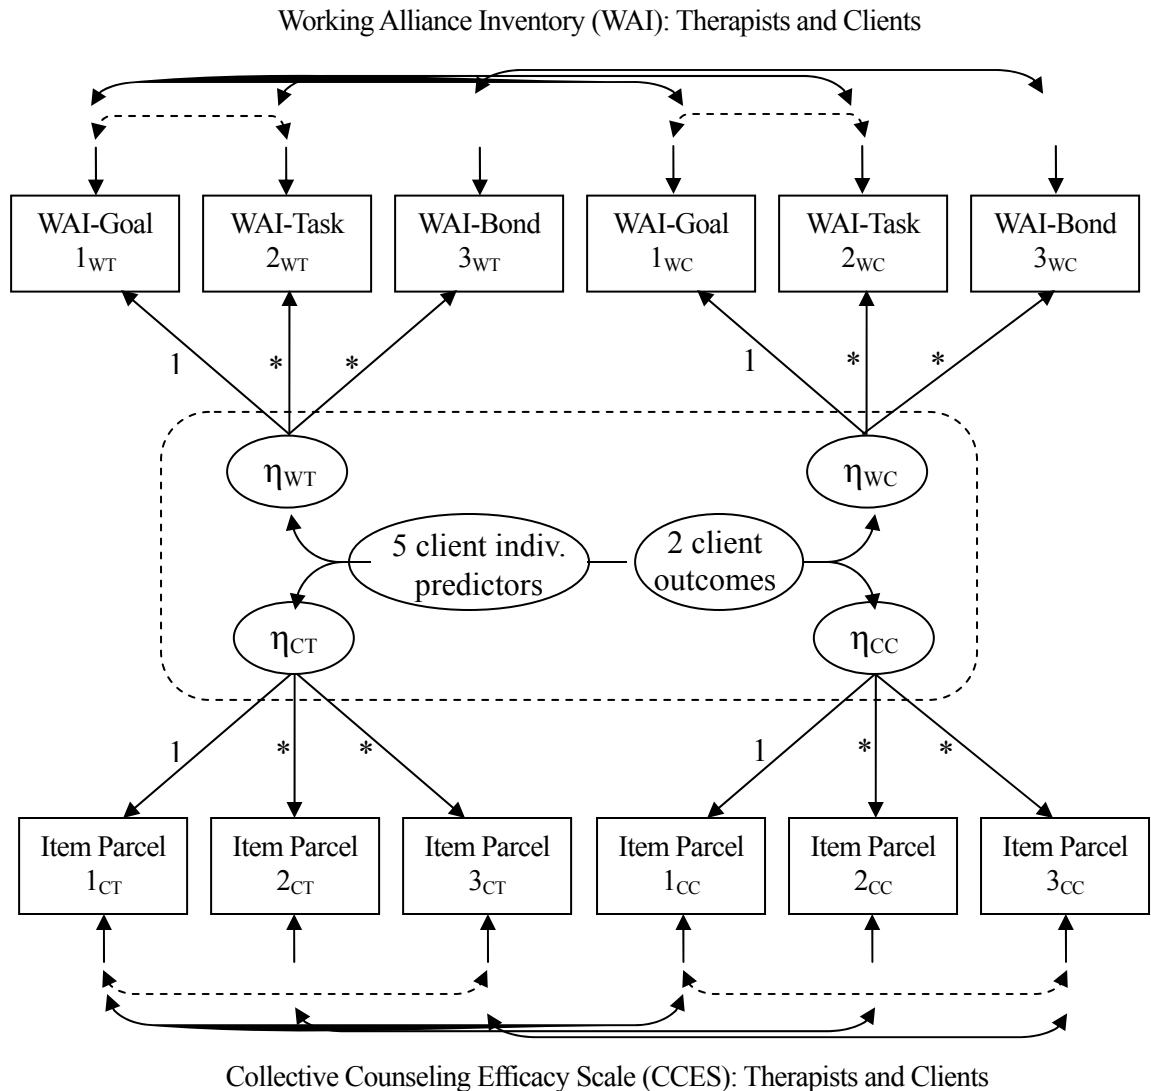 Working Alliance Inventory (WAI): Therapists and Clients
WAI-Goal
1WT
WAI-Task
2WT
WAI-Bond
3WT
WAI-Goal
1WC
WAI-Task
2WC
WAI-Bond
3WC
1
*
*
1
*
*
ηWT
ηWC
5 client indiv.
predictors
2 client
outcomes
ηCT
ηCC
1
*
*
1
*
*
Item Parcel
1CT
Item Parcel
2CT
Item Parcel
3CT
Item Parcel
1CC
Item Parcel
2CC
Item Parcel
3CC
Collective Counseling Efficacy Scale (CCES): Therapists and Clients